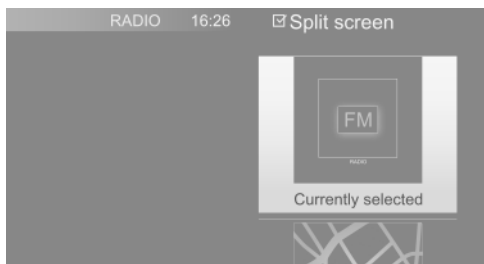 RADIO 16:26
Split screen
FM
RADIO
Currently selected